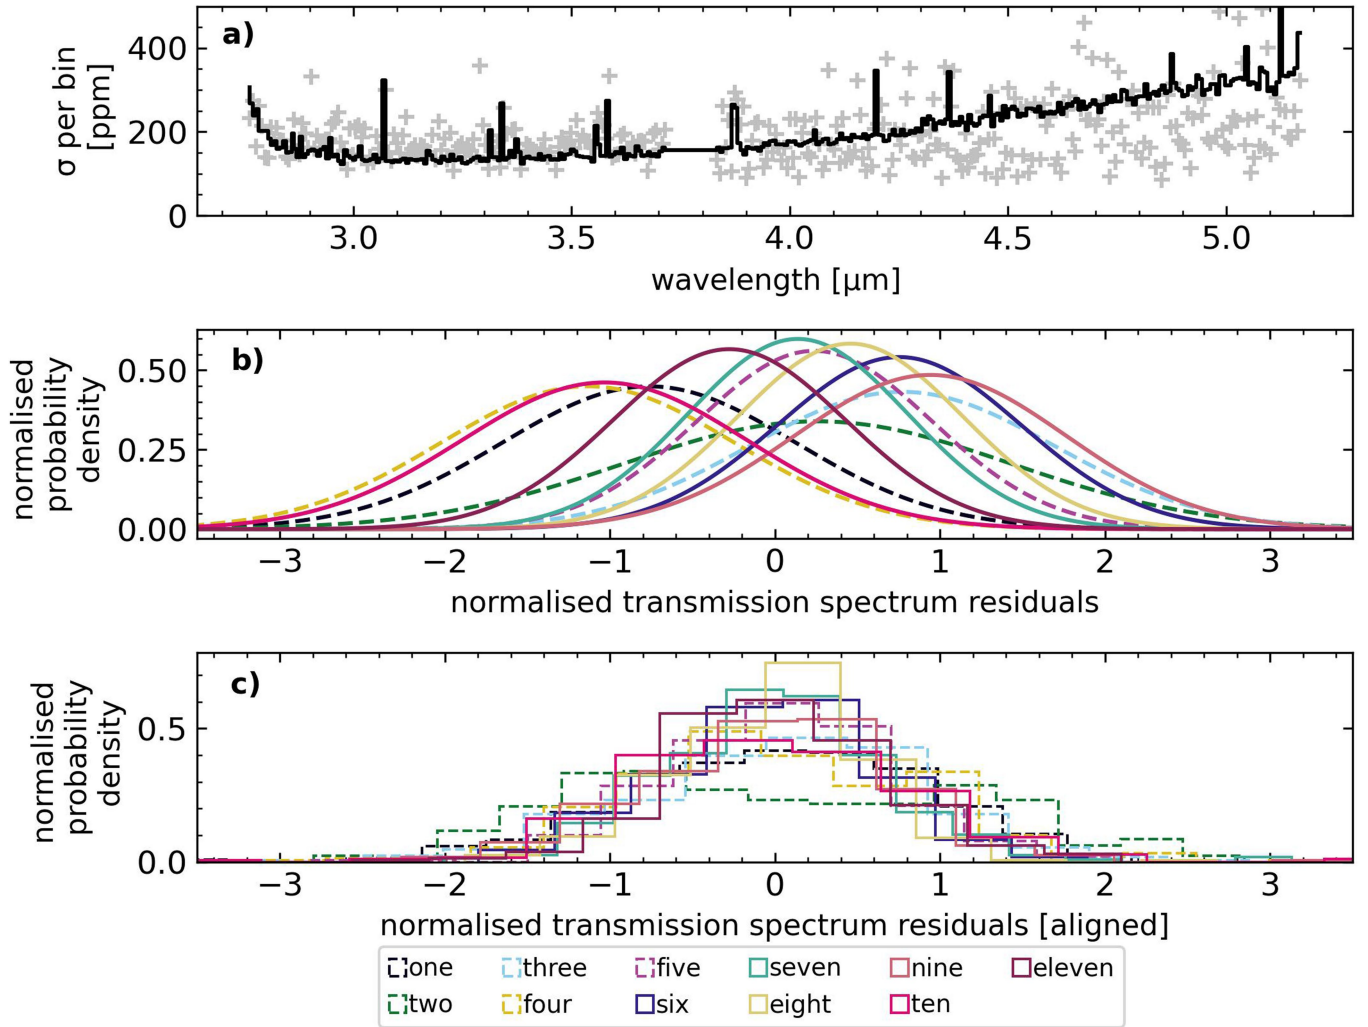 a)
σ per bin
[ppm]
400
300
200
100
0
3.0 3.5 4.0 4.5 5.0
wavelength [μm]
b)
normalised
probability
density
0.50
0.25
0.00
−3 −2 −1 0 1 2 3
normalised transmission spectrum residuals
c)
normalised
probability
density
0.5
0.0
−3 −2 −1 0 1 2 3
normalised transmission spectrum residuals [aligned]
one three five seven nine eleven
two four six eight ten